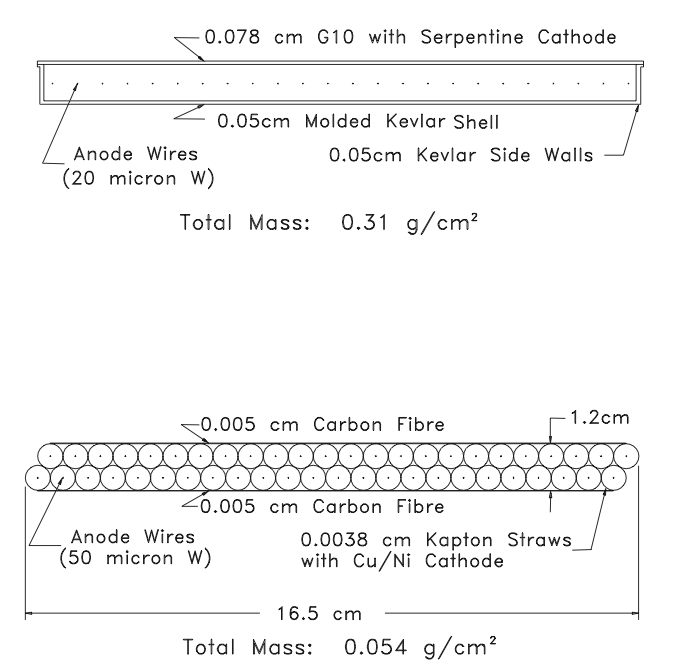 0.078 cm G10 with Serpentine Cathode
0.05cm Molded Kevlar Shell
Anode Wires
(20 micron W)
0.05cm Kevlar Side Walls
Total Mass: 0.31 g/cm²
0.005 cm Carbon Fibre
1.2cm
0.005 cm Carbon Fibre
Anode Wires
(50 micron W)
0.0038 cm Kapton Straws
with Cu/Ni Cathode
16.5 cm
Total Mass: 0.054 g/cm²